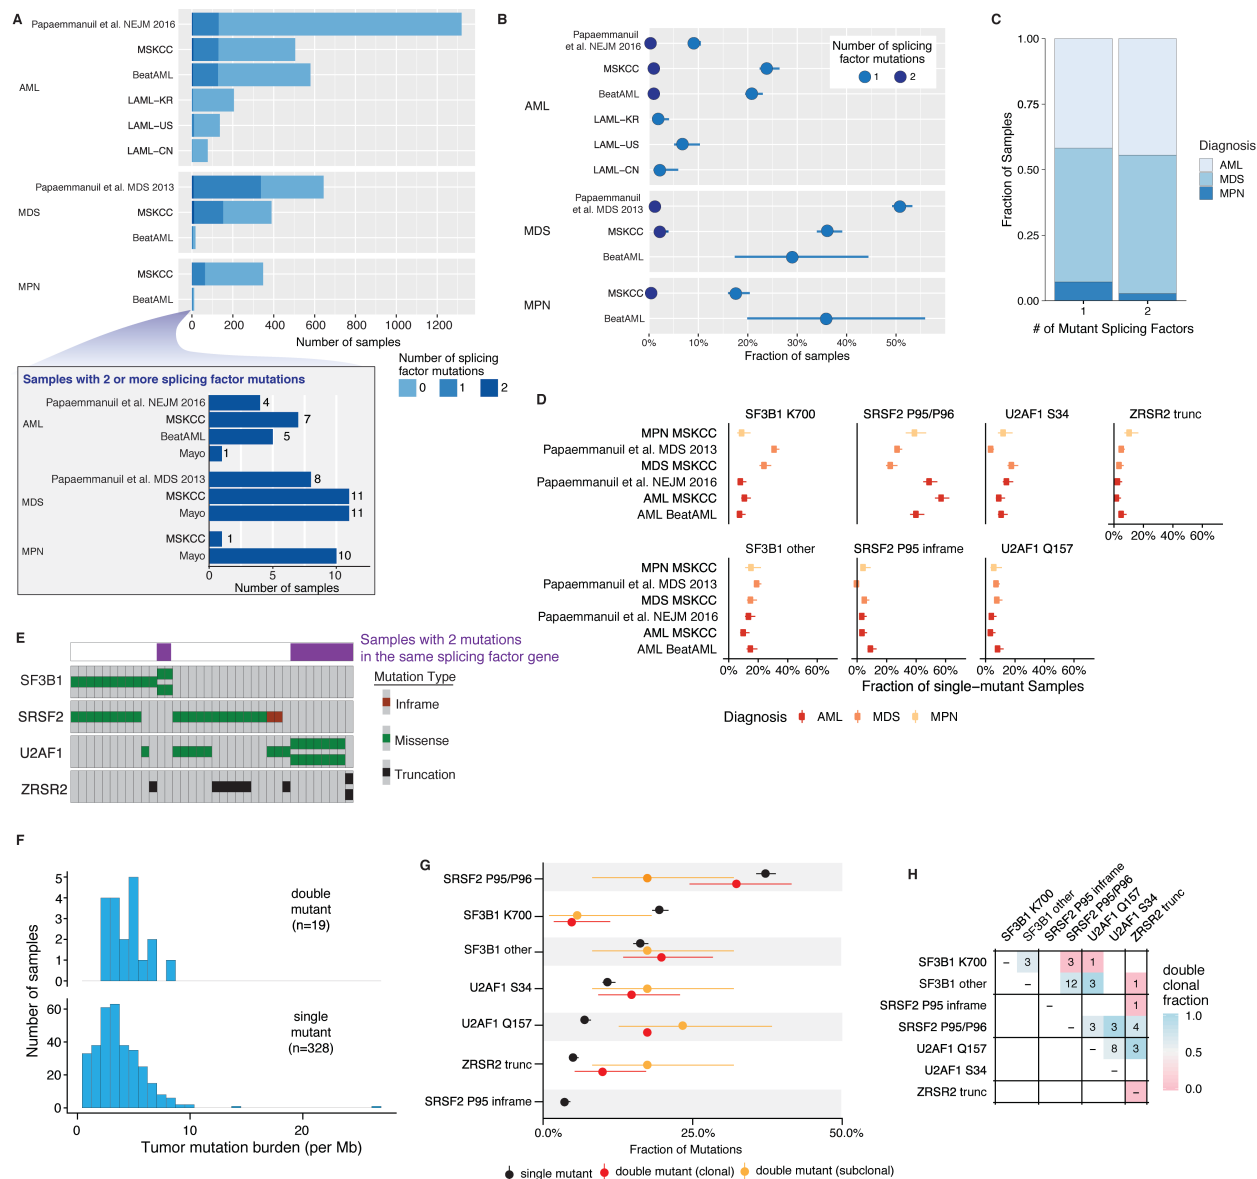 A
Papaemmanuil et al. NEJM 2016
MSKCC
BeatAML
LAML−KR
LAML−US
LAML−CN
AML
Papaemmanuil et al. MDS 2013
MSKCC
BeatAML
MDS
MSKCC
BeatAML
MPN
0 200 400 600 800 1000 1200
Number of samples
Number of splicing
factor mutations
0 1 2
Samples with 2 or more splicing factor mutations
Papaemmanuil et al. NEJM 2016 4
MSKCC 7
BeatAML 5
Mayo 1
AML
Papaemmanuil et al. MDS 2013 8
MSKCC 11
Mayo 11
MDS
MSKCC 1
Mayo 10
MPN
0 5 10
Number of samples
B
Papaemmanuil
et al. NEJM 2016
MSKCC
BeatAML
LAML−KR
LAML−US
LAML−CN
AML
Papaemmanuil
et al. MDS 2013
MSKCC
BeatAML
MDS
MSKCC
BeatAML
MPN
0% 10% 20% 30% 40% 50%
Fraction of samples
Number of splicing
factor mutations
1 2
C
1.00
0.75
0.50
0.25
0.00
Fraction of Samples
1 2
# of Mutant Splicing Factors
Diagnosis
AML
MDS
MPN
D
SF3B1 K700 SRSF2 P95/P96 U2AF1 S34 ZRSR2 trunc
MPN MSKCC
Papaemmanuil et al. MDS 2013
MDS MSKCC
Papaemmanuil et al. NEJM 2016
AML MSKCC
AML BeatAML
0% 20% 40% 60%
SF3B1 other SRSF2 P95 inframe U2AF1 Q157
MPN MSKCC
Papaemmanuil et al. MDS 2013
MDS MSKCC
Papaemmanuil et al. NEJM 2016
AML MSKCC
AML BeatAML
0% 20% 40% 60% 0% 20% 40% 60% 0% 20% 40% 60%
Fraction of single−mutant Samples
Diagnosis AML MDS MPN
E
Samples with 2 mutations
in the same splicing factor gene
SF3B1
SRSF2
U2AF1
ZRSR2
Mutation Type
Inframe
Missense
Truncation
F
5
4
3
2
1
0
double
mutant
(n=19)
60
40
20
0
single
mutant
(n=328)
Number of samples
0 10 20
Tumor mutation burden (per Mb)
G
SRSF2 P95/P96
SF3B1 K700
SF3B1 other
U2AF1 S34
U2AF1 Q157
ZRSR2 trunc
SRSF2 P95 inframe
0.0% 25.0% 50.0%
Fraction of Mutations
single mutant double mutant (clonal) double mutant (subclonal)
H
SF3B1 K700
SF3B1 other
SRSF2 P95 inframe
SRSF2 P95/P96
U2AF1 Q157
U2AF1 S34
ZRSR2 trunc
SF3B1 K700 – 3 3 1
SF3B1 other – 12 3 1
SRSF2 P95 inframe – 1
SRSF2 P95/P96 – 3 3 4
U2AF1 Q157 – 8 3
U2AF1 S34 –
ZRSR2 trunc –
double
clonal
fraction
1.0
0.5
0.0